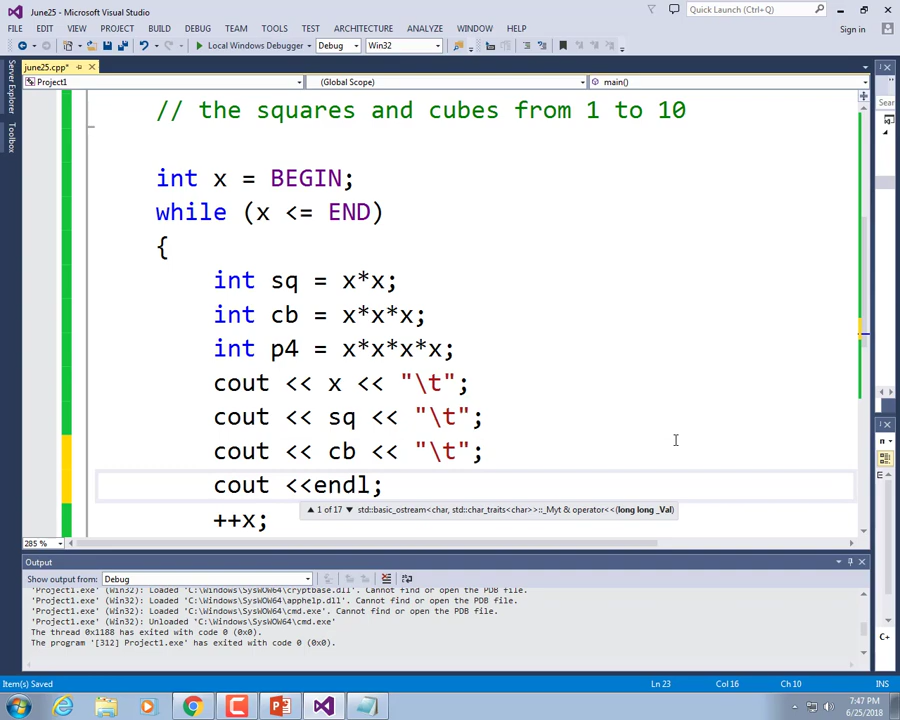 June25 - Microsoft Visual Studio
Quick Launch (Ctrl+Q)
FILE EDIT VIEW PROJECT BUILD DEBUG TEAM TOOLS TEST ARCHITECTURE ANALYZE WINDOW HELP
Sign in
Local Windows Debugger Debug Win32
june25.cpp*
Project1 (Global Scope) main()
Server Explorer
Toolbox
Sear
// the squares and cubes from 1 to 10
int x = BEGIN;
while (x <= END)
{
int sq = x*x;
int cb = x*x*x;
int p4 = x*x*x*x;
cout << x << "\t";
cout << sq << "\t";
cout << cb << "\t";
cout <<endl;
1 of 17 std::basic_ostream<char, std::char_traits<char>>::_Myt & operator<<(long long _Val)
++x;
285 %
Output
Show output from: Debug
'Project1.exe' (Win32): Loaded 'C:\Windows\SysWOW64\cryptbase.dll'. Cannot find or open the PDB file.
'Project1.exe' (Win32): Loaded 'C:\Windows\SysWOW64\apphelp.dll'. Cannot find or open the PDB file.
'Project1.exe' (Win32): Loaded 'C:\Windows\SysWOW64\cmd.exe'. Cannot find or open the PDB file.
'Project1.exe' (Win32): Unloaded 'C:\Windows\SysWOW64\cmd.exe'
The thread 0x1188 has exited with code 0 (0x0).
The program '[312] Project1.exe' has exited with code 0 (0x0).
C+
Item(s) Saved Ln 23 Col 16 Ch 10 INS
7:47 PM
6/25/2018